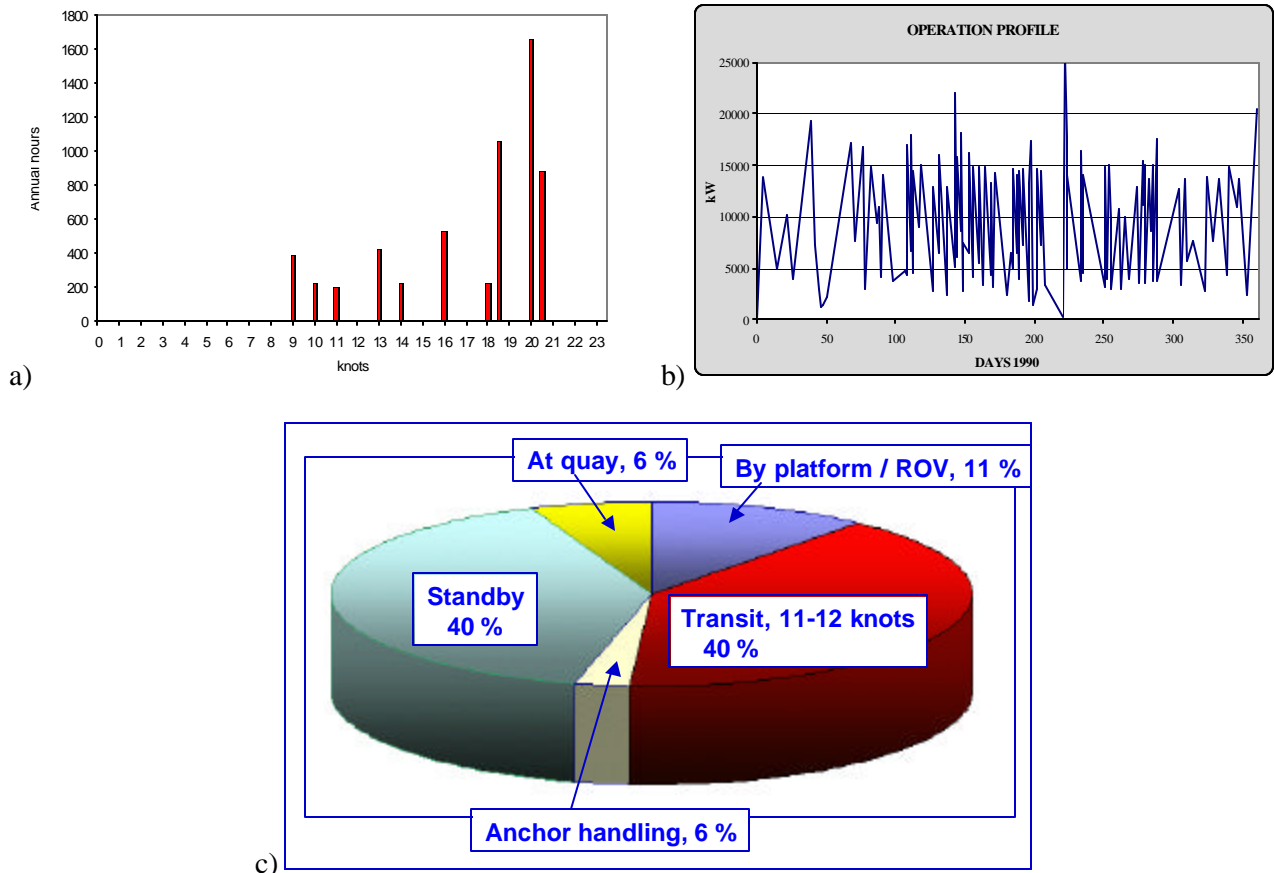 1800
1600
1400
1200
1000
800
600
400
200
0
Annual hours
0 1 2 3 4 5 6 7 8 9 10 11 12 13 14 15 16 17 18 19 20 21 22 23
knots
a)
OPERATION PROFILE
25000
20000
15000
10000
5000
0
kW
0 50 100 150 200 250 300 350
DAYS 1990
b)
At quay, 6 %
By platform / ROV, 11 %
Standby
40 %
Transit, 11-12 knots
40 %
Anchor handling, 6 %
c)